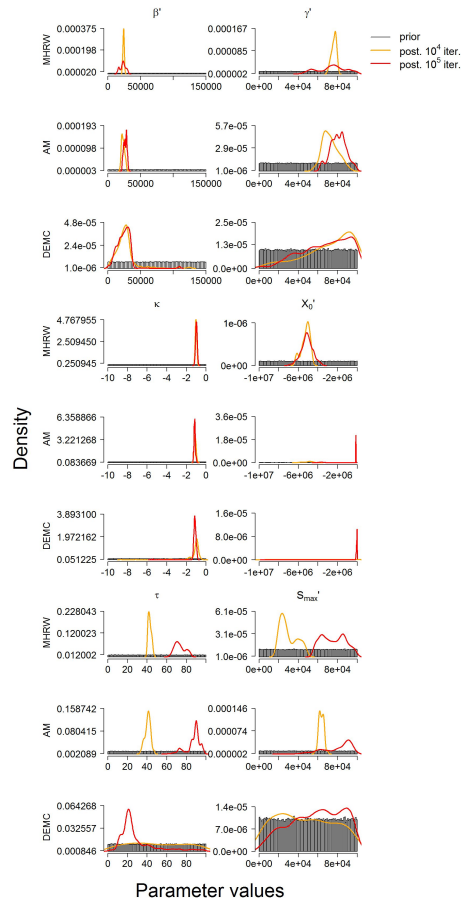 β' γ'
prior
post. 10^4 iter.
post. 10^5 iter.
MHRW
0.000375
0.000198
0.000020
0 50000 150000
0.000167
0.000085
0.000002
0e+00 4e+04 8e+04
AM
0.000193
0.000098
0.000003
0 50000 150000
5.7e-05
2.9e-05
1.0e-06
0e+00 4e+04 8e+04
DEMC
4.8e-05
2.4e-05
1.0e-06
0 50000 150000
2.5e-05
1.2e-05
0.0e+00
0e+00 4e+04 8e+04
κ X0'
MHRW
4.767955
2.509450
0.250945
-10 -8 -6 -4 -2 0
1e-06
0e+00
-1e+07 -6e+06 -2e+06
AM
6.358866
3.221268
0.083669
-10 -8 -6 -4 -2 0
3.6e-05
1.8e-05
0.0e+00
-1e+07 -6e+06 -2e+06
DEMC
3.893100
1.972162
0.051225
-10 -8 -6 -4 -2 0
1.6e-05
8.0e-06
0.0e+00
-1e+07 -6e+06 -2e+06
τ Smax'
MHRW
0.228043
0.120023
0.012002
0 20 40 60 80
6.1e-05
3.1e-05
1.0e-06
0e+00 4e+04 8e+04
AM
0.158742
0.080415
0.002089
0 20 40 60 80
0.000146
0.000074
0.000002
0e+00 4e+04 8e+04
DEMC
0.064268
0.032557
0.000846
0 20 40 60 80
1.4e-05
7.0e-06
0.0e+00
0e+00 4e+04 8e+04
Density
Parameter values